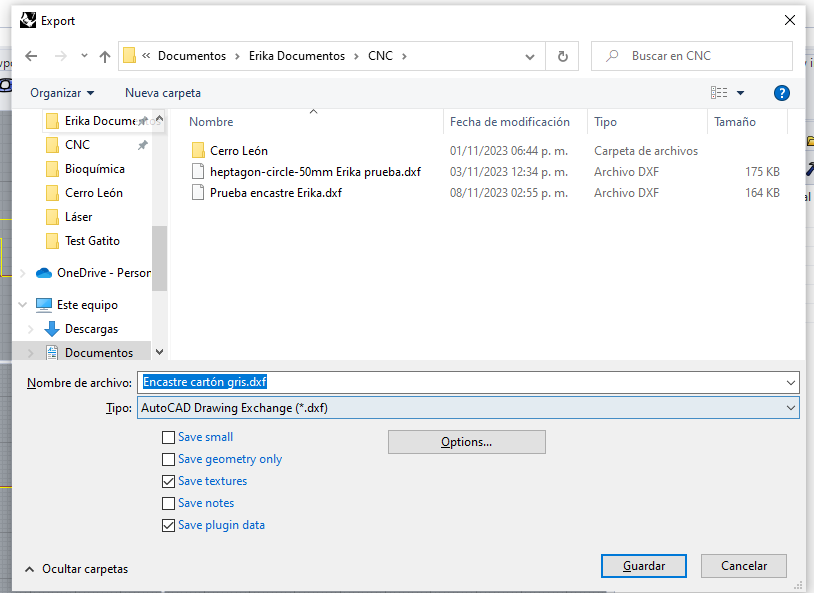 Export
« Documentos › Erika Documentos › CNC ›
Buscar en CNC
Organizar
Nueva carpeta
Nombre
Fecha de modificación
Tipo
Tamaño
Erika Docume
CNC
Bioquímica
Cerro León
Láser
Test Gatito
OneDrive - Person
Este equipo
Descargas
Documentos
Cerro León 01/11/2023 06:44 p. m. Carpeta de archivos
heptagon-circle-50mm Erika prueba.dxf 03/11/2023 12:34 p. m. Archivo DXF 175 KB
Prueba encastre Erika.dxf 08/11/2023 02:55 p. m. Archivo DXF 164 KB
Nombre de archivo: Encastre cartón gris.dxf
Tipo: AutoCAD Drawing Exchange (*.dxf)
Save small
Options...
Save geometry only
Save textures
Save notes
Save plugin data
Ocultar carpetas
Guardar
Cancelar